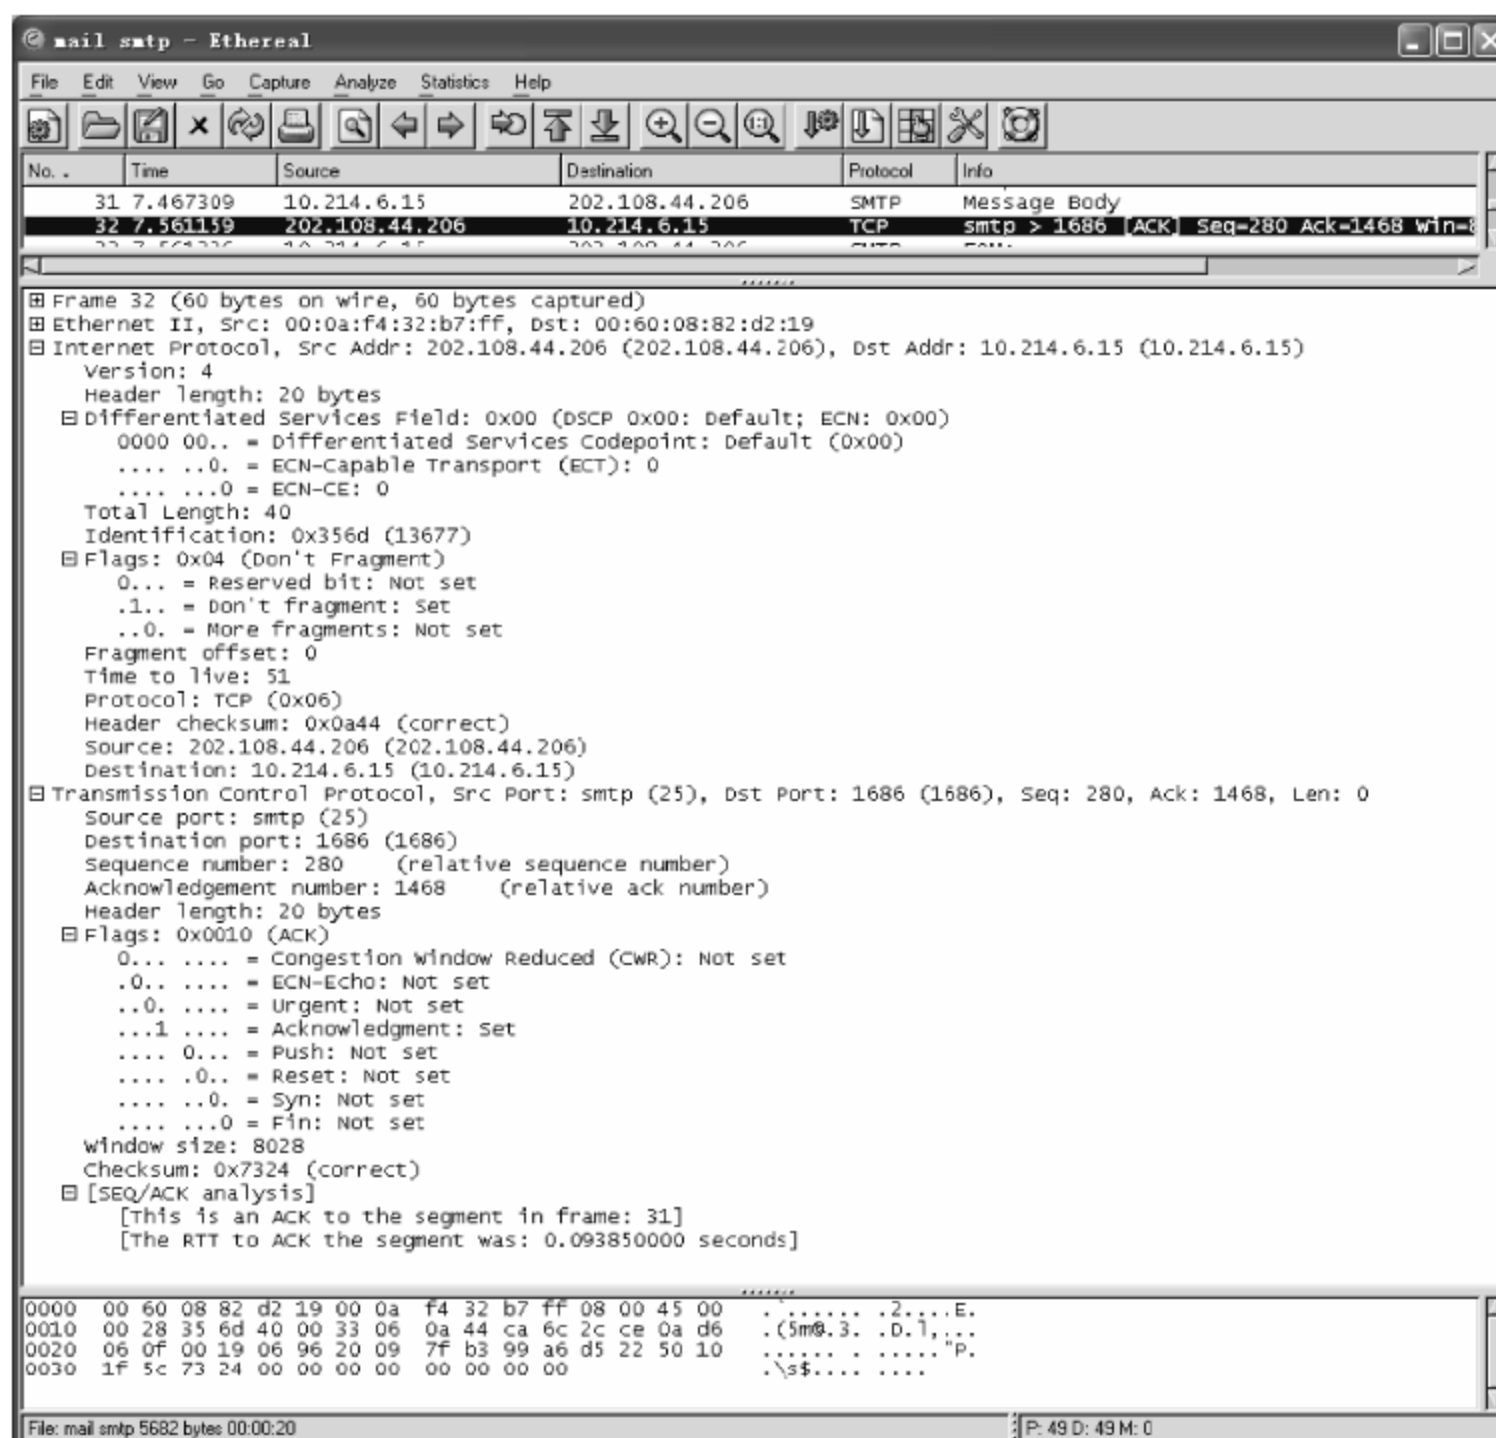 mail smtp - Ethereal
File Edit View Go Capture Analyze Statistics Help
No. . Time Source Destination Protocol Info
31 7.467309 10.214.6.15 202.108.44.206 SMTP Message Body
32 7.561159 202.108.44.206 10.214.6.15 TCP smtp > 1686 [ACK] Seq=280 Ack=1468 Win=8
Frame 32 (60 bytes on wire, 60 bytes captured)
Ethernet II, Src: 00:0a:f4:32:b7:ff, Dst: 00:60:08:82:d2:19
Internet Protocol, Src Addr: 202.108.44.206 (202.108.44.206), Dst Addr: 10.214.6.15 (10.214.6.15)
Version: 4
Header length: 20 bytes
Differentiated Services Field: 0x00 (DSCP 0x00: Default; ECN: 0x00)
0000 00.. = Differentiated Services Codepoint: Default (0x00)
.... ..0. = ECN-Capable Transport (ECT): 0
.... ...0 = ECN-CE: 0
Total Length: 40
Identification: 0x356d (13677)
Flags: 0x04 (Don't Fragment)
0... = Reserved bit: Not set
.1.. = Don't fragment: Set
..0. = More fragments: Not set
Fragment offset: 0
Time to live: 51
Protocol: TCP (0x06)
Header checksum: 0x0a44 (correct)
Source: 202.108.44.206 (202.108.44.206)
Destination: 10.214.6.15 (10.214.6.15)
Transmission Control Protocol, Src Port: smtp (25), Dst Port: 1686 (1686), Seq: 280, Ack: 1468, Len: 0
Source port: smtp (25)
Destination port: 1686 (1686)
Sequence number: 280 (relative sequence number)
Acknowledgement number: 1468 (relative ack number)
Header length: 20 bytes
Flags: 0x0010 (ACK)
0... .... = Congestion Window Reduced (CWR): Not set
.0.. .... = ECN-Echo: Not set
..0. .... = Urgent: Not set
...1 .... = Acknowledgment: Set
.... 0... = Push: Not set
.... .0.. = Reset: Not set
.... ..0. = Syn: Not set
.... ...0 = Fin: Not set
Window size: 8028
Checksum: 0x7324 (correct)
[SEQ/ACK analysis]
[This is an ACK to the segment in frame: 31]
[The RTT to ACK the segment was: 0.093850000 seconds]
0000 00 60 08 82 d2 19 00 0a f4 32 b7 ff 08 00 45 00 .`...... .2....E.
0010 00 28 35 6d 40 00 33 06 0a 44 ca 6c 2c ce 0a d6 .(5m@.3. .D.l,...
0020 06 0f 00 19 06 96 20 09 7f b3 99 a6 d5 22 50 10 ...... . ....."P.
0030 1f 5c 73 24 00 00 00 00 00 00 00 00 .\s$.... ....
File: mail smtp 5682 bytes 00:00:20 P: 49 D: 49 M: 0